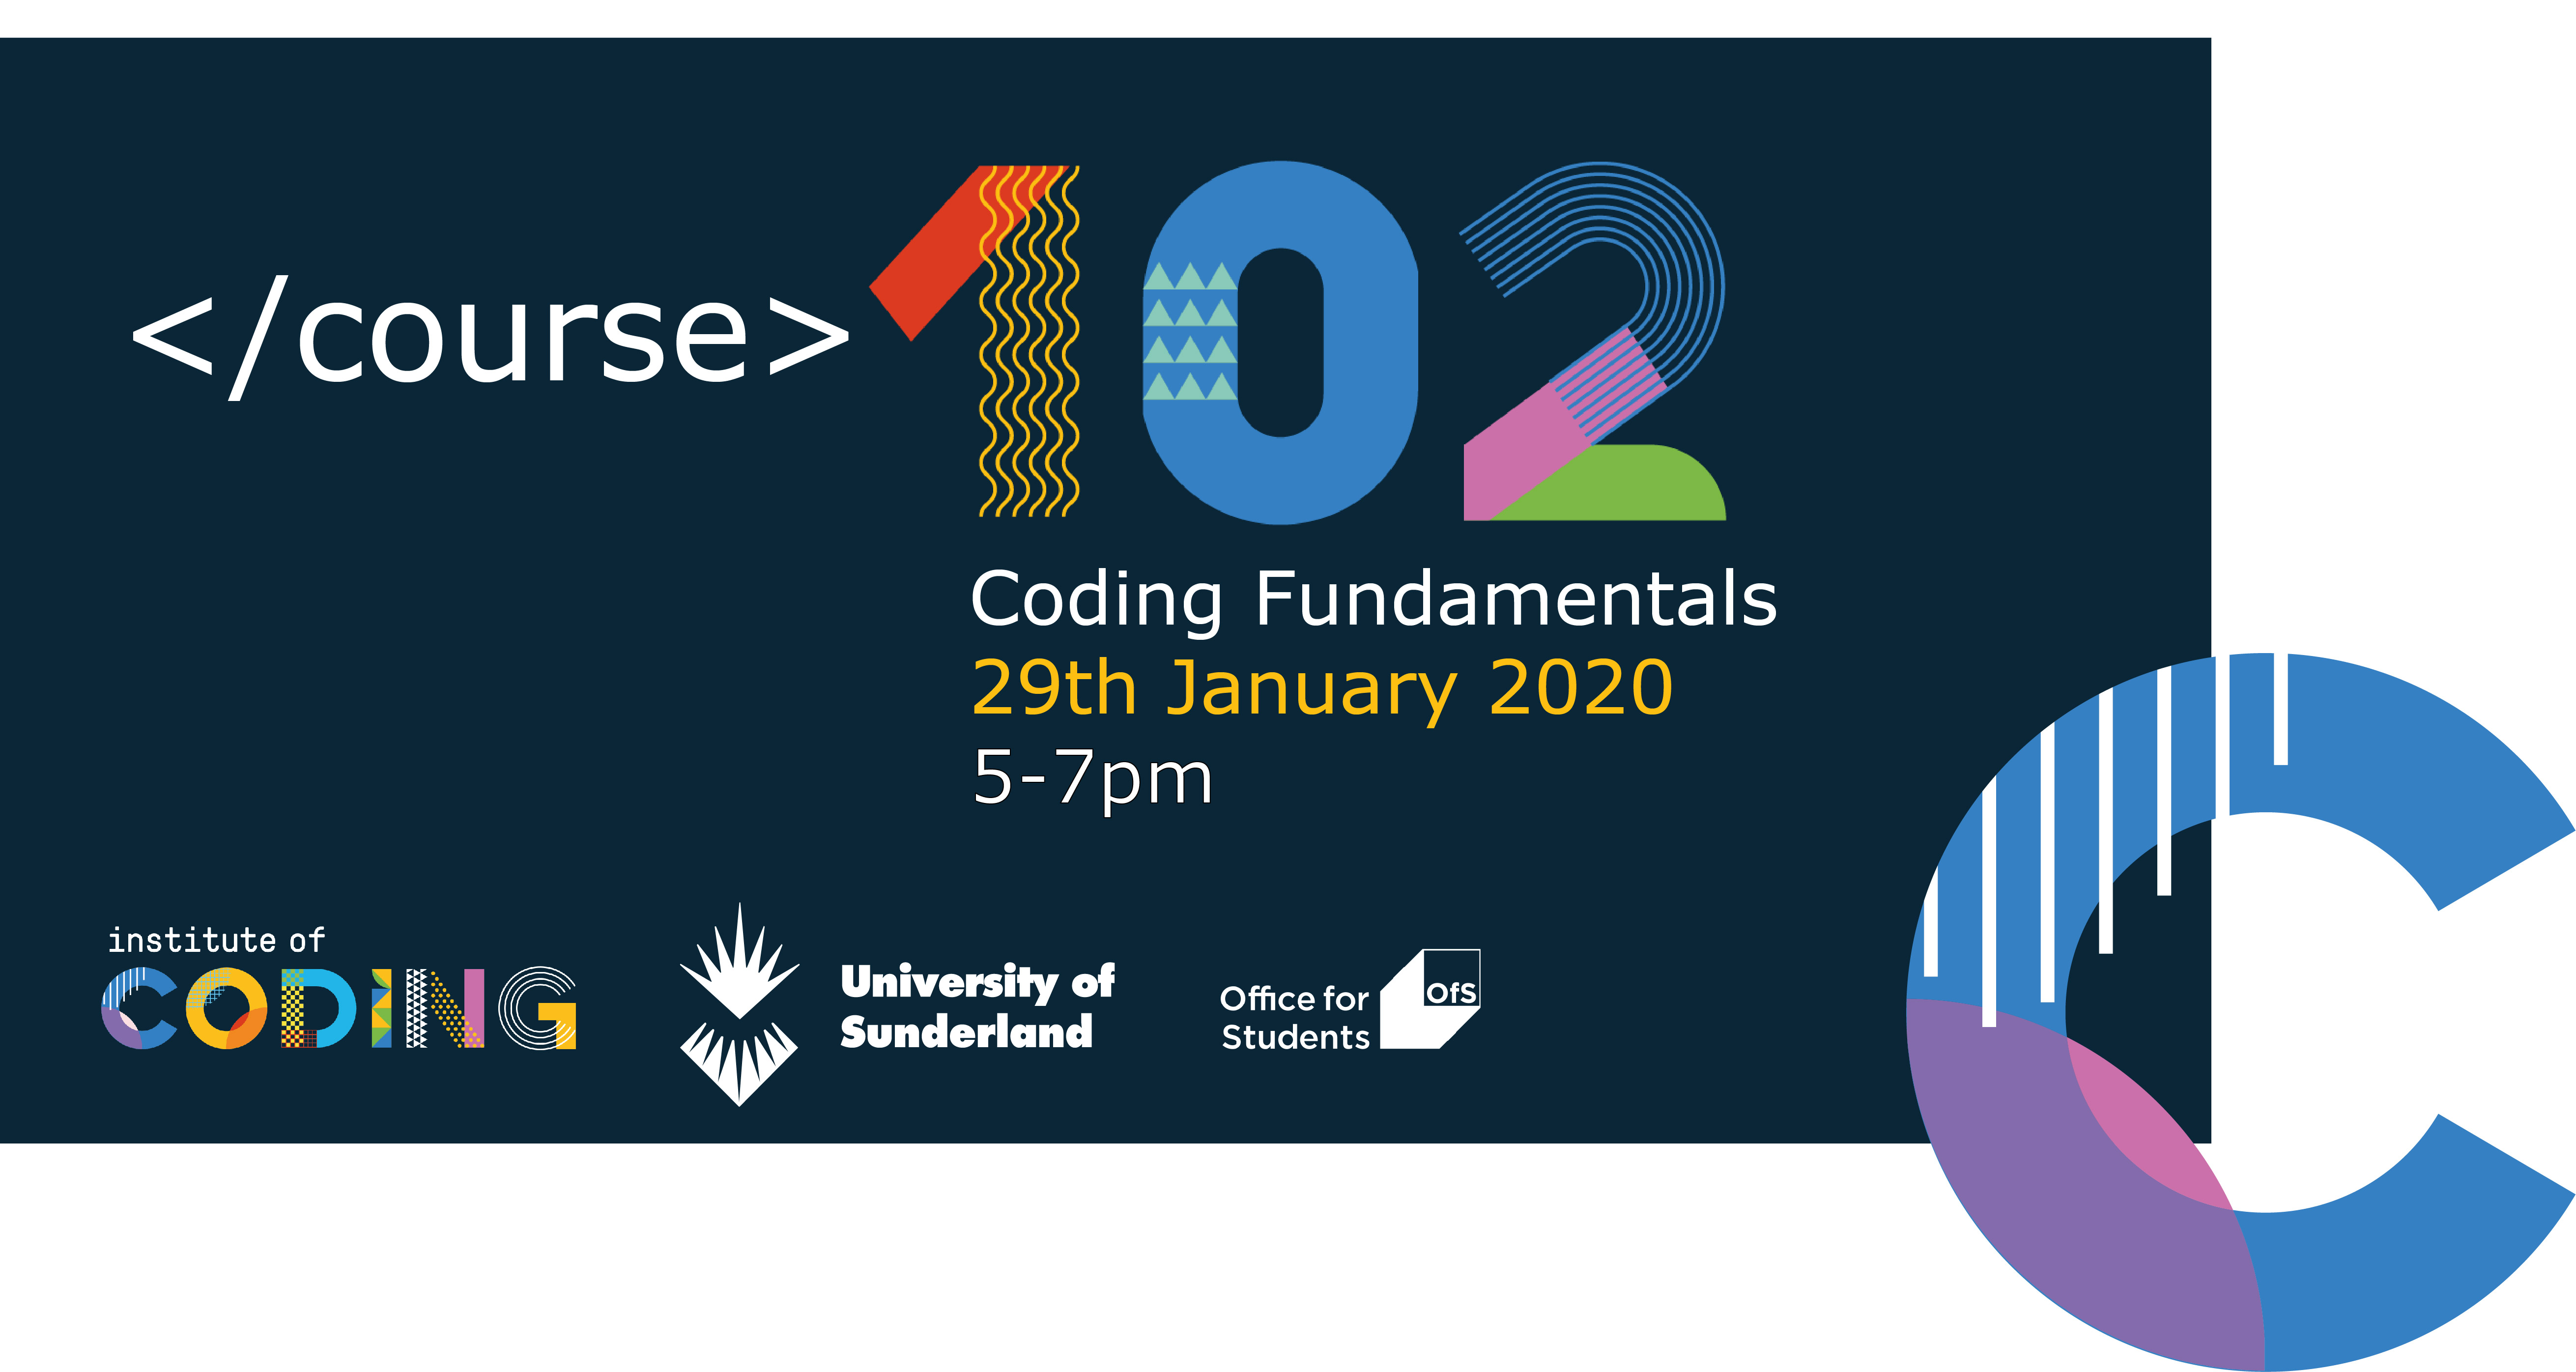 </course> 102
Coding Fundamentals
29th January 2020
5-7pm
institute of
CODING
University of
Sunderland
Office for
Students
OfS
C